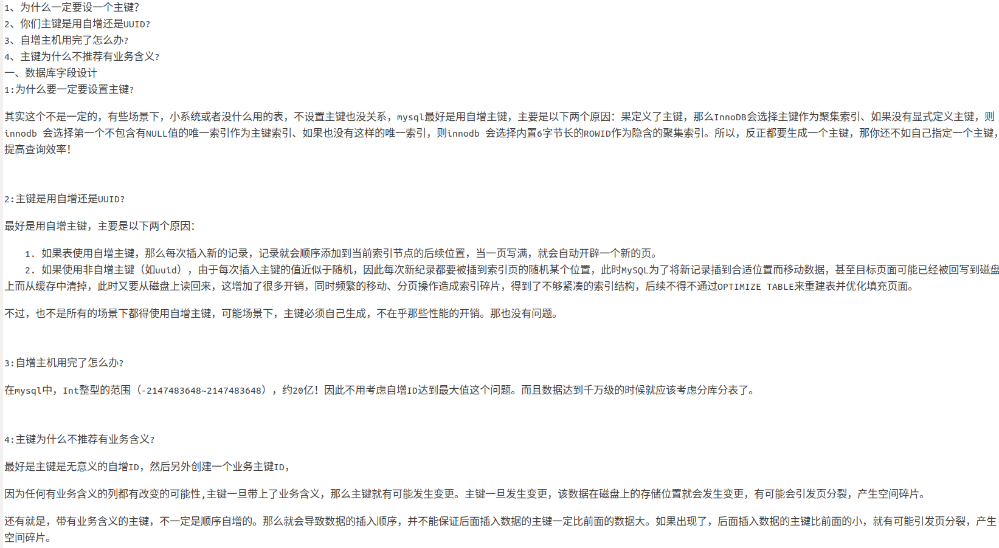 1、为什么一定要设一个主键？
2、你们主键是用自增还是UUID?
3、自增主机用完了怎么办?
4、主键为什么不推荐有业务含义?
一、数据库字段设计
1:为什么要一定要设置主键?
其实这个不是一定的，有些场景下，小系统或者没什么用的表，不设置主键也没关系，mysql最好是用自增主键，主要是以下两个原因：果定义了主键，那么InnoDB会选择主键作为聚集索引、如果没有显式定义主键，则
innodb 会选择第一个不包含有NULL值的唯一索引作为主键索引、如果也没有这样的唯一索引，则innodb 会选择内置6字节长的ROWID作为隐含的聚集索引。所以，反正都要生成一个主键，那你还不如自己指定一个主键，
提高查询效率！
2:主键是用自增还是UUID?
最好是用自增主键，主要是以下两个原因：
1. 如果表使用自增主键，那么每次插入新的记录，记录就会顺序添加到当前索引节点的后续位置，当一页写满，就会自动开辟一个新的页。
2. 如果使用非自增主键（如uuid），由于每次插入主键的值近似于随机，因此每次新纪录都要被插到索引页的随机某个位置，此时MySQL为了将新记录插到合适位置而移动数据，甚至目标页面可能已经被回写到磁盘
上而从缓存中清掉，此时又要从磁盘上读回来，这增加了很多开销，同时频繁的移动、分页操作造成索引碎片，得到了不够紧凑的索引结构，后续不得不通过OPTIMIZE TABLE来重建表并优化填充页面。
不过，也不是所有的场景下都得使用自增主键，可能场景下，主键必须自己生成，不在乎那些性能的开销。那也没有问题。
3:自增主机用完了怎么办?
在mysql中，Int整型的范围（-2147483648~2147483648），约20亿！因此不用考虑自增ID达到最大值这个问题。而且数据达到千万级的时候就应该考虑分库分表了。
4:主键为什么不推荐有业务含义?
最好是主键是无意义的自增ID，然后另外创建一个业务主键ID，
因为任何有业务含义的列都有改变的可能性,主键一旦带上了业务含义，那么主键就有可能发生变更。主键一旦发生变更，该数据在磁盘上的存储位置就会发生变更，有可能会引发页分裂，产生空间碎片。
还有就是，带有业务含义的主键，不一定是顺序自增的。那么就会导致数据的插入顺序，并不能保证后面插入数据的主键一定比前面的数据大。如果出现了，后面插入数据的主键比前面的小，就有可能引发页分裂，产生
空间碎片。